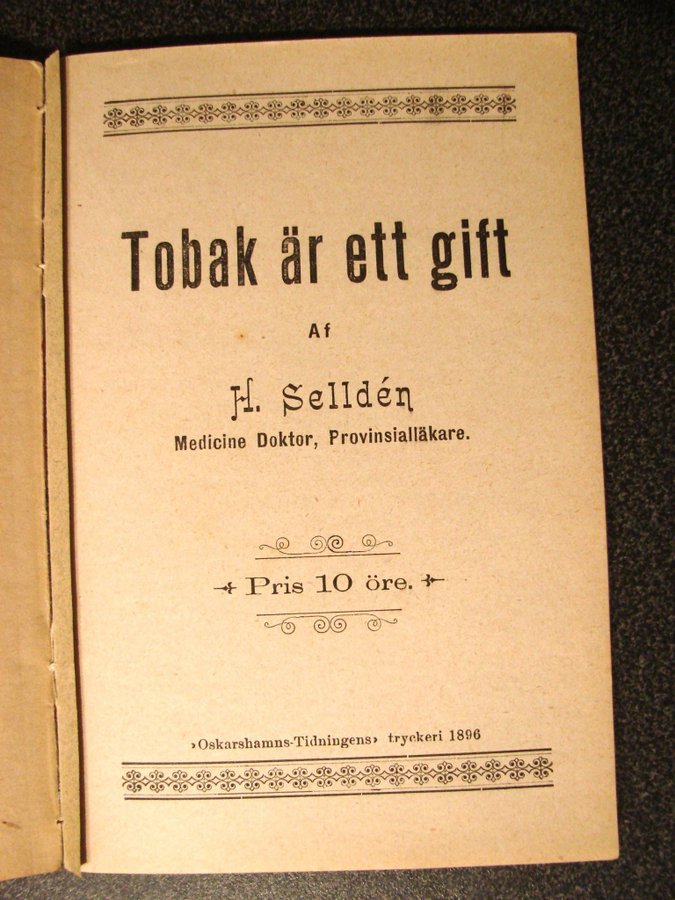 Tobak är ett gift
Af
H. Selldén
Medicine Doktor, Provinsialläkare.
Pris 10 öre.
›Oskarshamns-Tidningens› tryckeri 1896